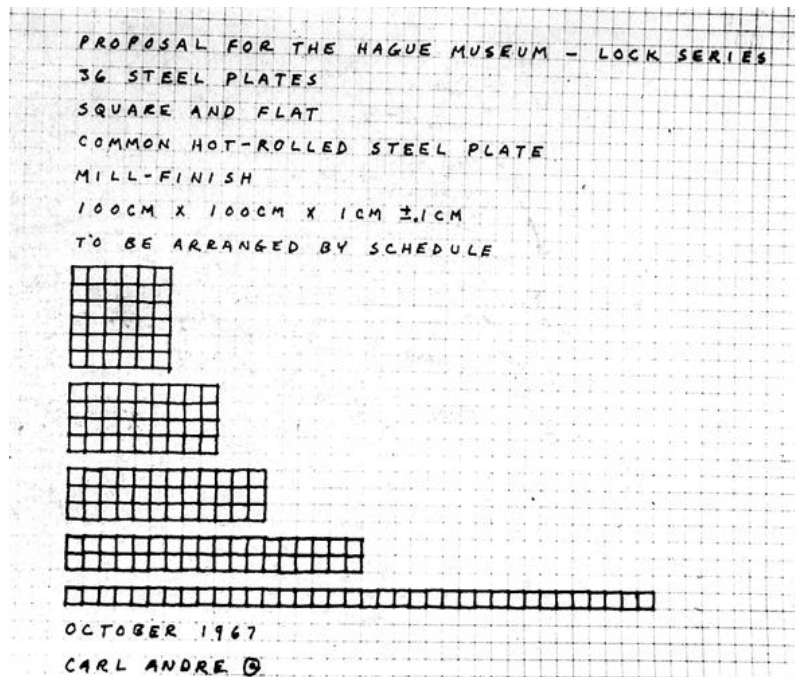 PROPOSAL FOR THE HAGUE MUSEUM - LOCK SERIES
36 STEEL PLATES
SQUARE AND FLAT
COMMON HOT-ROLLED STEEL PLATE
MILL-FINISH
100CM X 100CM X 1CM ±.1CM
TO BE ARRANGED BY SCHEDULE
OCTOBER 1967
CARL ANDRE